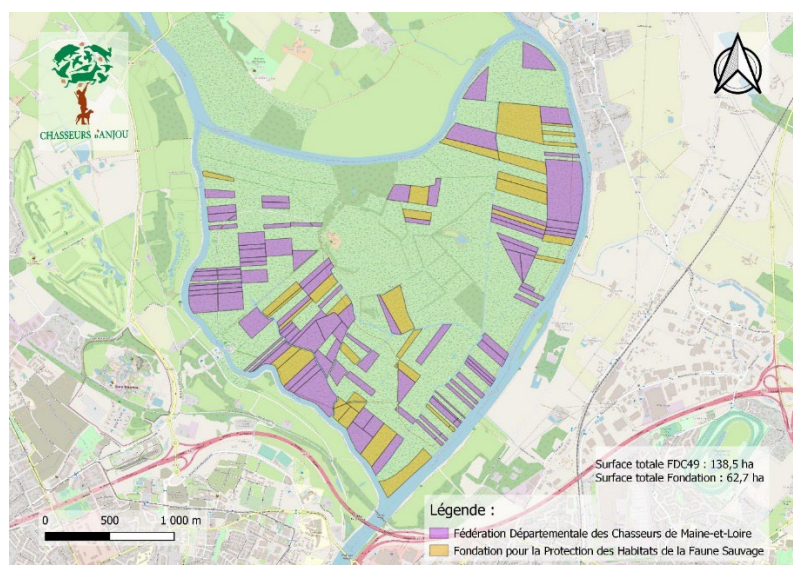 CHASSEURS d'ANJOU
Surface totale FDC49 : 138,5 ha
Surface totale Fondation : 62,7 ha
Légende :
0 500 1 000 m
Fédération Départementale des Chasseurs de Maine-et-Loire
Fondation pour la Protection des Habitats de la Faune Sauvage